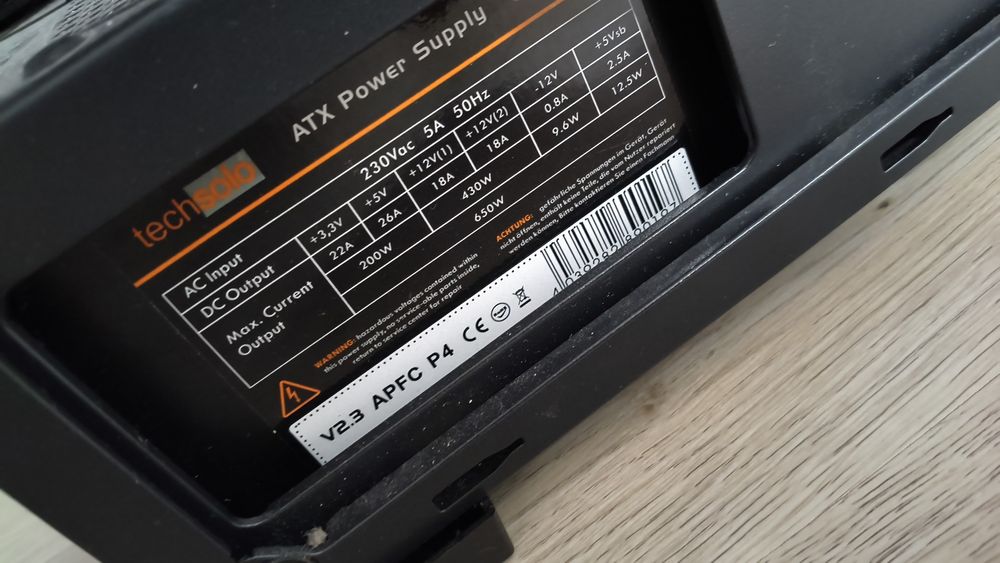 ATX Power Supply
techsolo
AC Input 230Vac 5A 50Hz
DC Output +3,3V +5V +12V(1) +12V(2) -12V +5Vsb
Max. Current 22A 26A 18A 18A 0.8A 2.5A
Output 200W 430W 9.6W 12.5W
650W
WARNING: hazardous voltages contained within
this power supply, no service-able parts inside,
return to service center for repair
ACHTUNG: gefährliche Spannungen im Gerät, Gerät
nicht öffnen, enthält keine Teile, die vom Nutzer repariert
werden können, Bitte kontaktieren Sie einen Fachmann
V2.3 APFC P4 CE